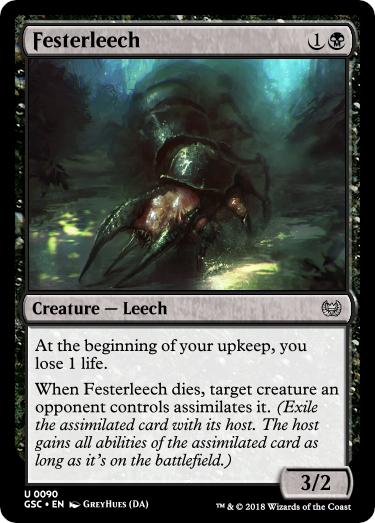 Festerleech 1
Creature — Leech
At the beginning of your upkeep, you
lose 1 life.
When Festerleech dies, target creature an
opponent controls assimilates it. (Exile
the assimilated card with its host. The host
gains all abilities of the assimilated card as
long as it's on the battlefield.)
3/2
U 0090
GSC • EN GreyHues (DA)
™ & © 2018 Wizards of the Coast